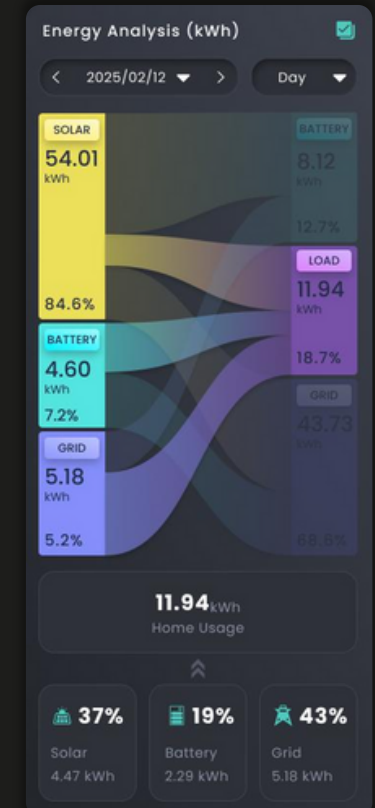 Energy Analysis (kWh)
2025/02/12
Day
SOLAR
54.01
kWh
84.6%
BATTERY
4.60
kWh
7.2%
GRID
5.18
kWh
5.2%
BATTERY
8.12
kWh
12.7%
LOAD
11.94
kWh
18.7%
GRID
43.73
kWh
68.6%
11.94kWh
Home Usage
37%
Solar
4.47 kWh
19%
Battery
2.29 kWh
43%
Grid
5.18 kWh